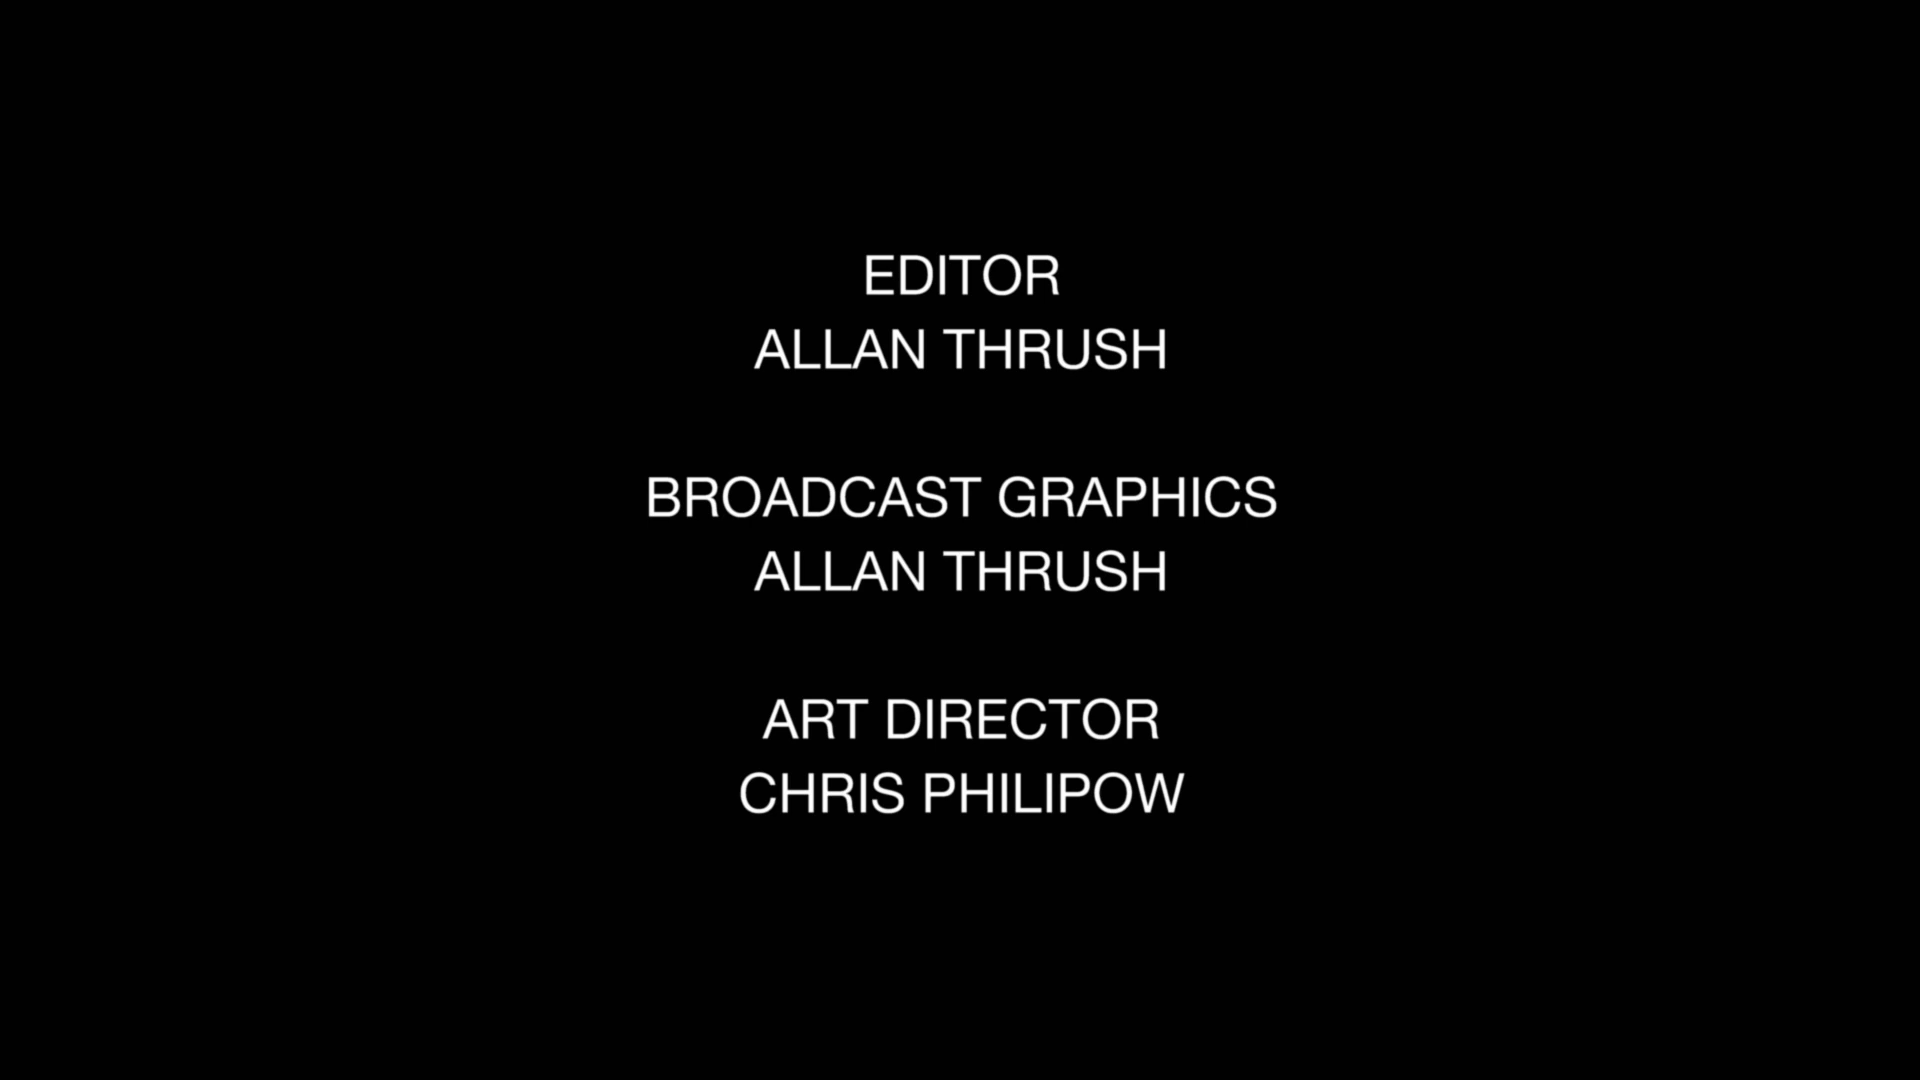 EDITOR
ALLAN THRUSH
BROADCAST GRAPHICS
ALLAN THRUSH
ART DIRECTOR
CHRIS PHILIPOW